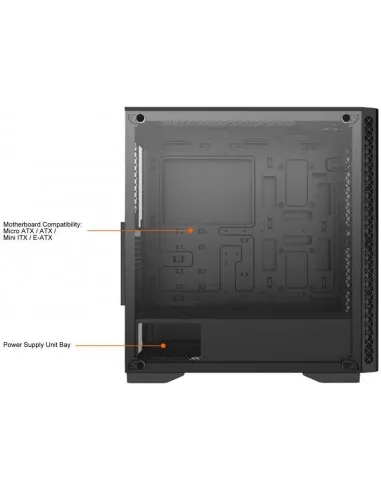 Motherboard Compatibility:
Micro ATX / ATX /
Mini ITX / E-ATX
Power Supply Unit Bay